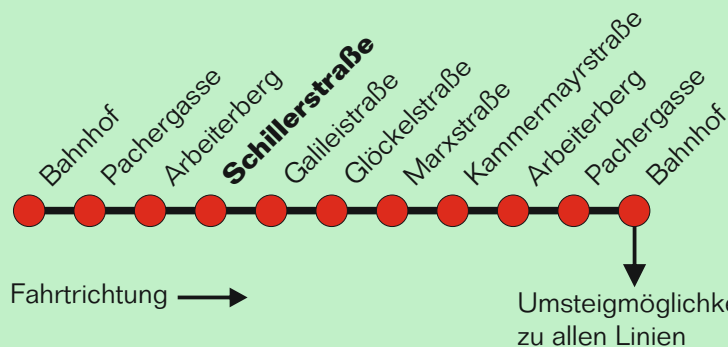 Bahnhof
Pachergasse
Arbeiterberg
Schillerstraße
Galileistraße
Glöckelstraße
Marxstraße
Kammermayrstraße
Arbeiterberg
Pachergasse
Bahnhof
Fahrtrichtung
Umsteigmöglichke
zu allen Linien